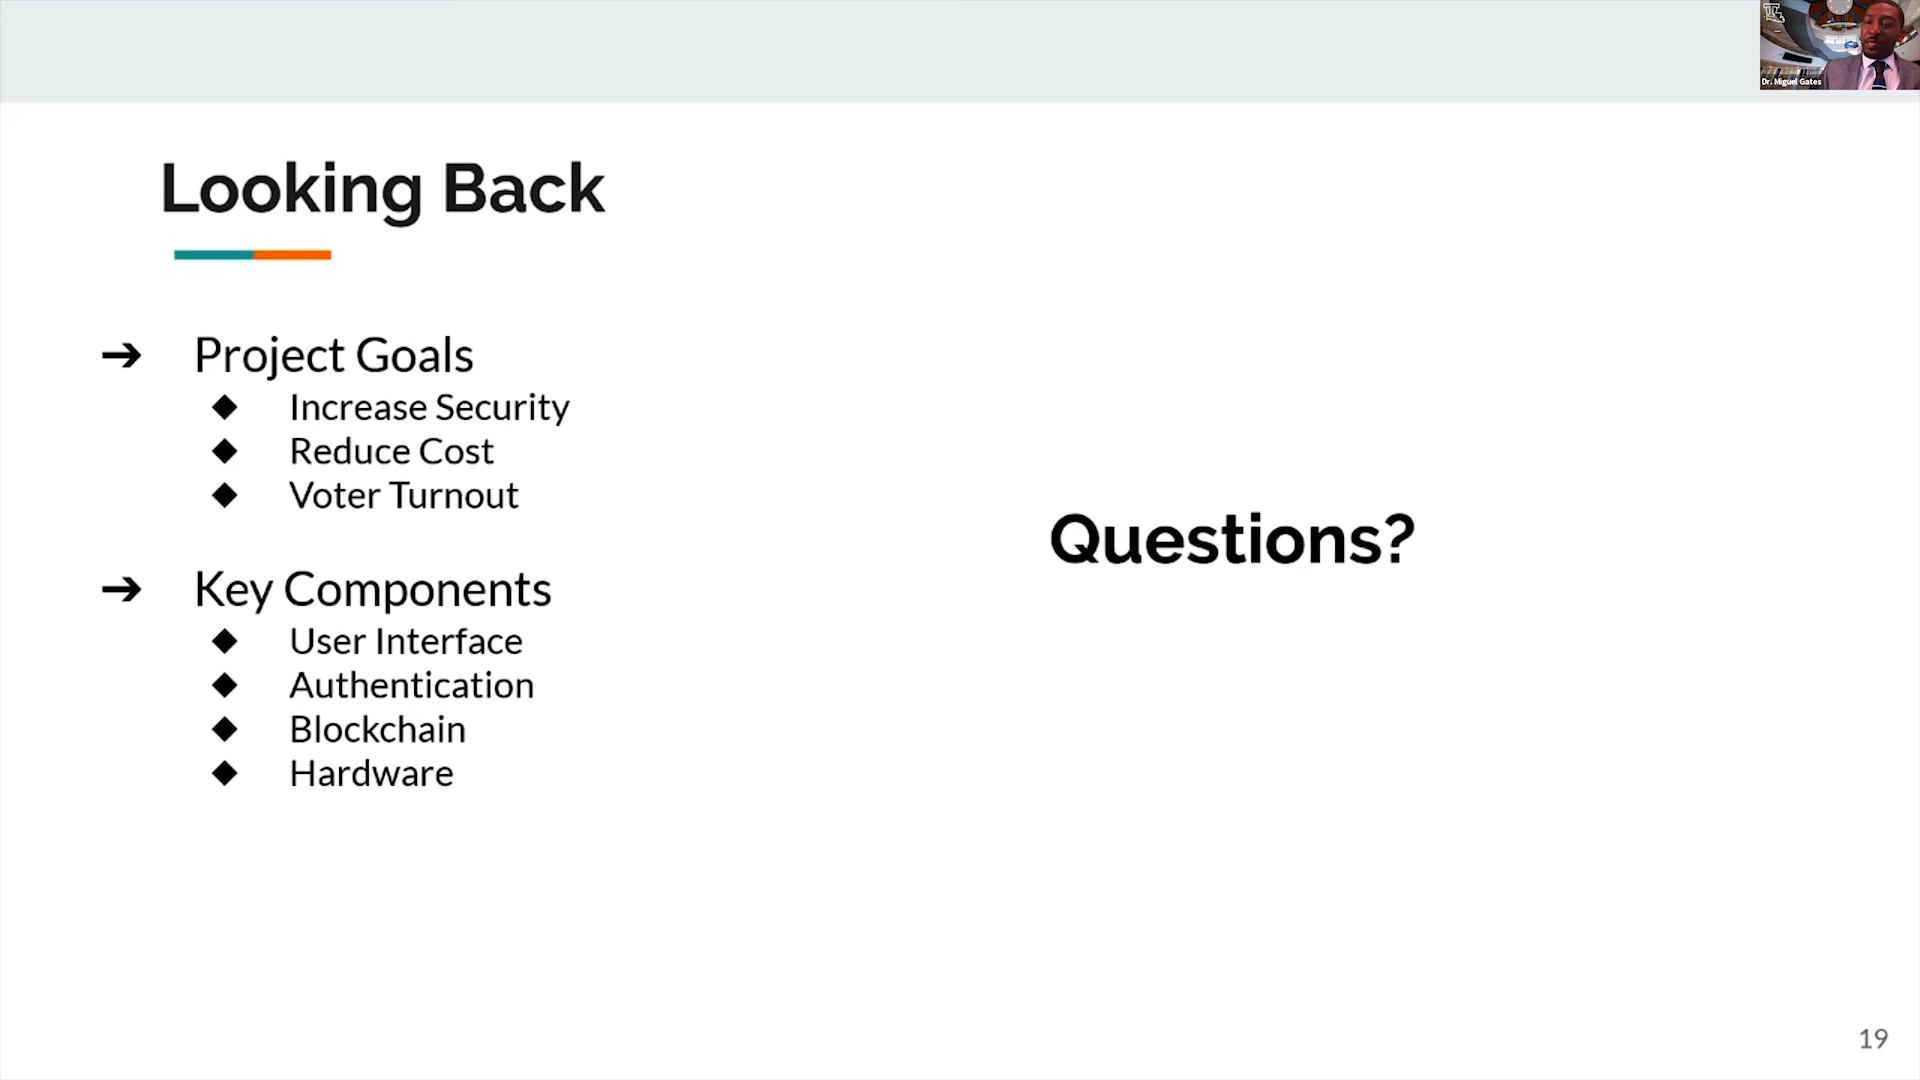 Dr. Miguel Gates
Looking Back
➔ Project Goals
◆ Increase Security
◆ Reduce Cost
◆ Voter Turnout
➔ Key Components
◆ User Interface
◆ Authentication
◆ Blockchain
◆ Hardware
Questions?
19